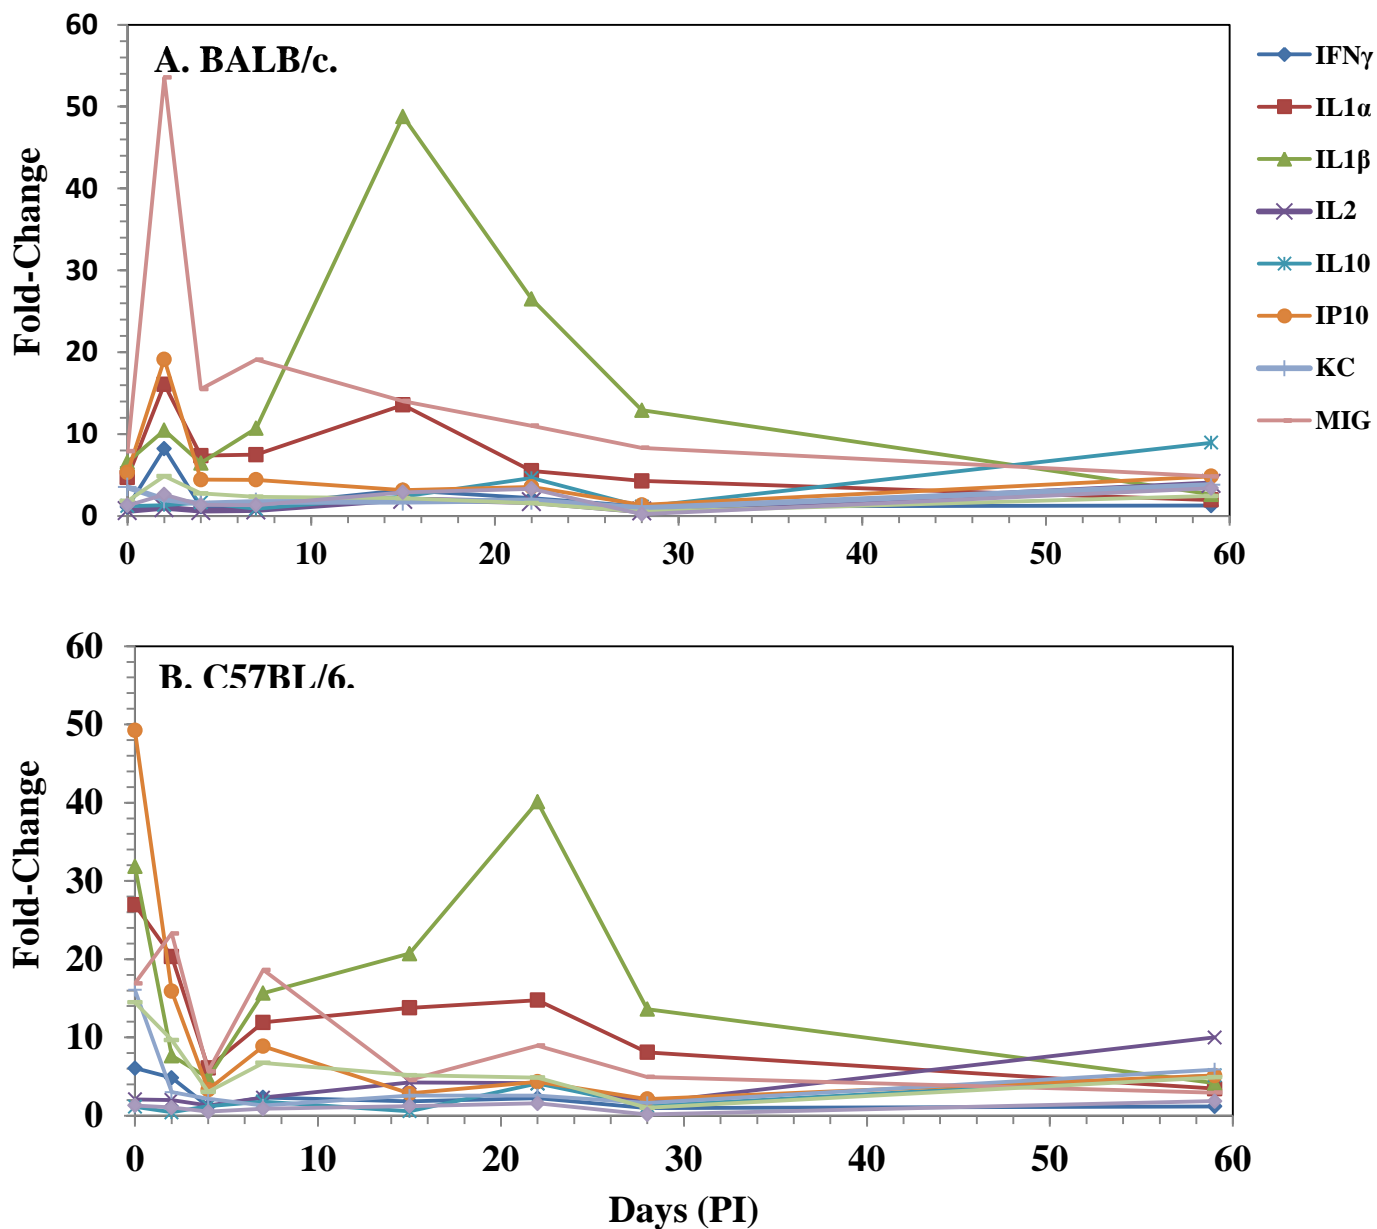 A. BALB/c.
Fold-Change
60
50
40
30
20
10
0
0 10 20 30 40 50 60
IFNγ
IL1α
IL1β
IL2
IL10
IP10
KC
MIG
B. C57BL/6.
Fold-Change
60
50
40
30
20
10
0
0 10 20 30 40 50 60
Days (PI)